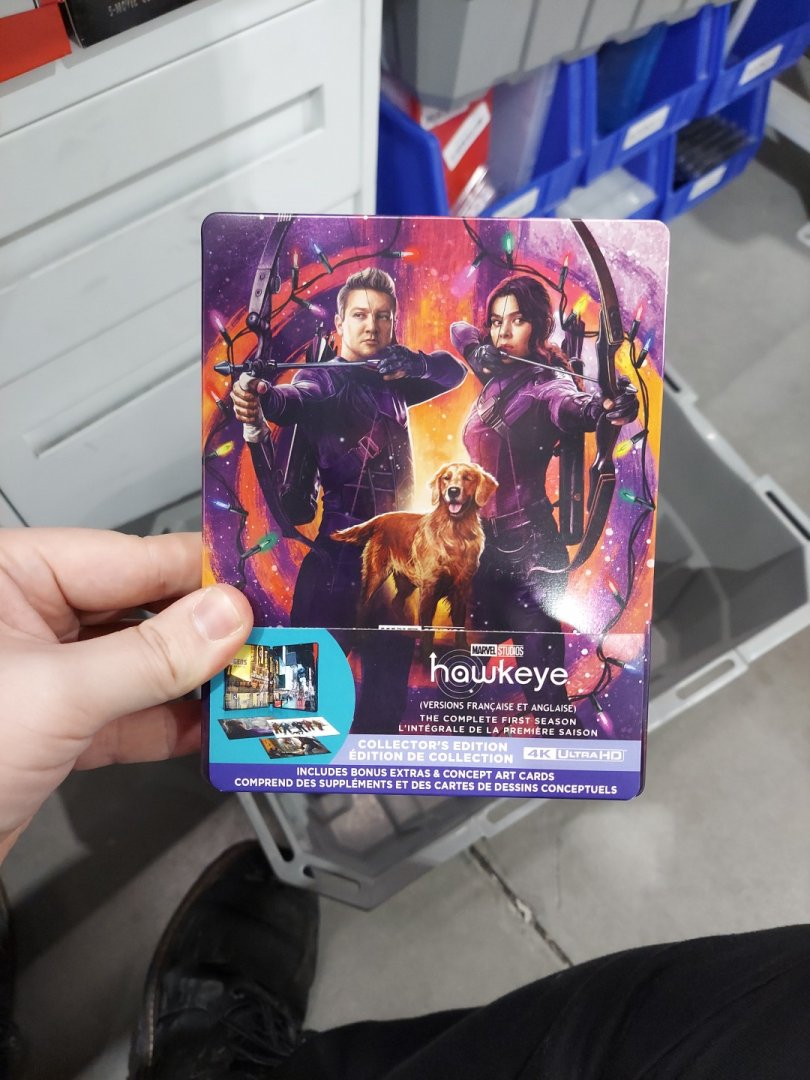 5-MOVIE
MARVEL STUDIOS
hawkeye
(VERSIONS FRANÇAISE ET ANGLAISE)
THE COMPLETE FIRST SEASON
L'INTÉGRALE DE LA PREMIÈRE SAISON
COLLECTOR'S EDITION
ÉDITION DE COLLECTION
4K ULTRA HD
INCLUDES BONUS EXTRAS & CONCEPT ART CARDS
COMPREND DES SUPPLÉMENTS ET DES CARTES DE DESSINS CONCEPTUELS